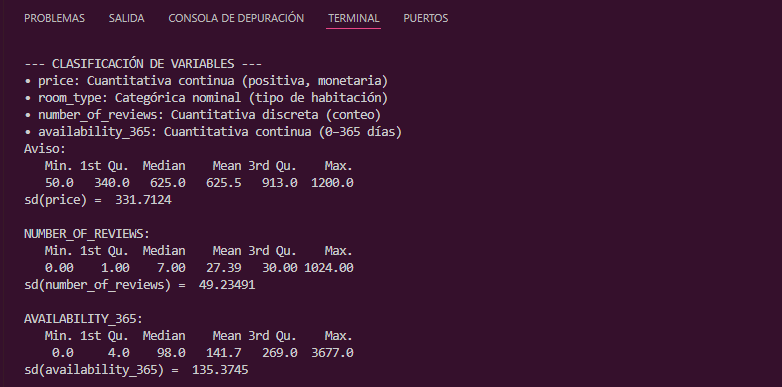 PROBLEMAS SALIDA CONSOLA DE DEPURACIÓN TERMINAL PUERTOS
--- CLASIFICACIÓN DE VARIABLES ---
• price: Cuantitativa continua (positiva, monetaria)
• room_type: Categórica nominal (tipo de habitación)
• number_of_reviews: Cuantitativa discreta (conteo)
• availability_365: Cuantitativa continua (0–365 días)
Aviso:
Min. 1st Qu. Median Mean 3rd Qu. Max.
50.0 340.0 625.0 625.5 913.0 1200.0
sd(price) = 331.7124
NUMBER_OF_REVIEWS:
Min. 1st Qu. Median Mean 3rd Qu. Max.
0.00 1.00 7.00 27.39 30.00 1024.00
sd(number_of_reviews) = 49.23491
AVAILABILITY_365:
Min. 1st Qu. Median Mean 3rd Qu. Max.
0.0 4.0 98.0 141.7 269.0 3677.0
sd(availability_365) = 135.3745